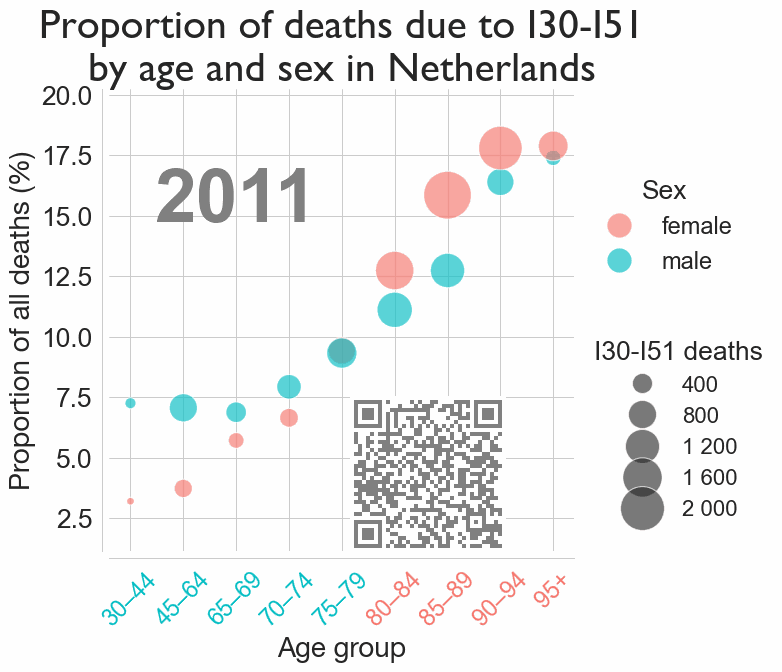 Proportion of deaths due to I30-I51
by age and sex in Netherlands
20.0
17.5
15.0
12.5
10.0
7.5
5.0
2.5
Proportion of all deaths (%)
2011
Sex
female
male
I30-I51 deaths
400
800
1 200
1 600
2 000
30–44
45–64
65–69
70–74
75–79
80–84
85–89
90–94
95+
Age group